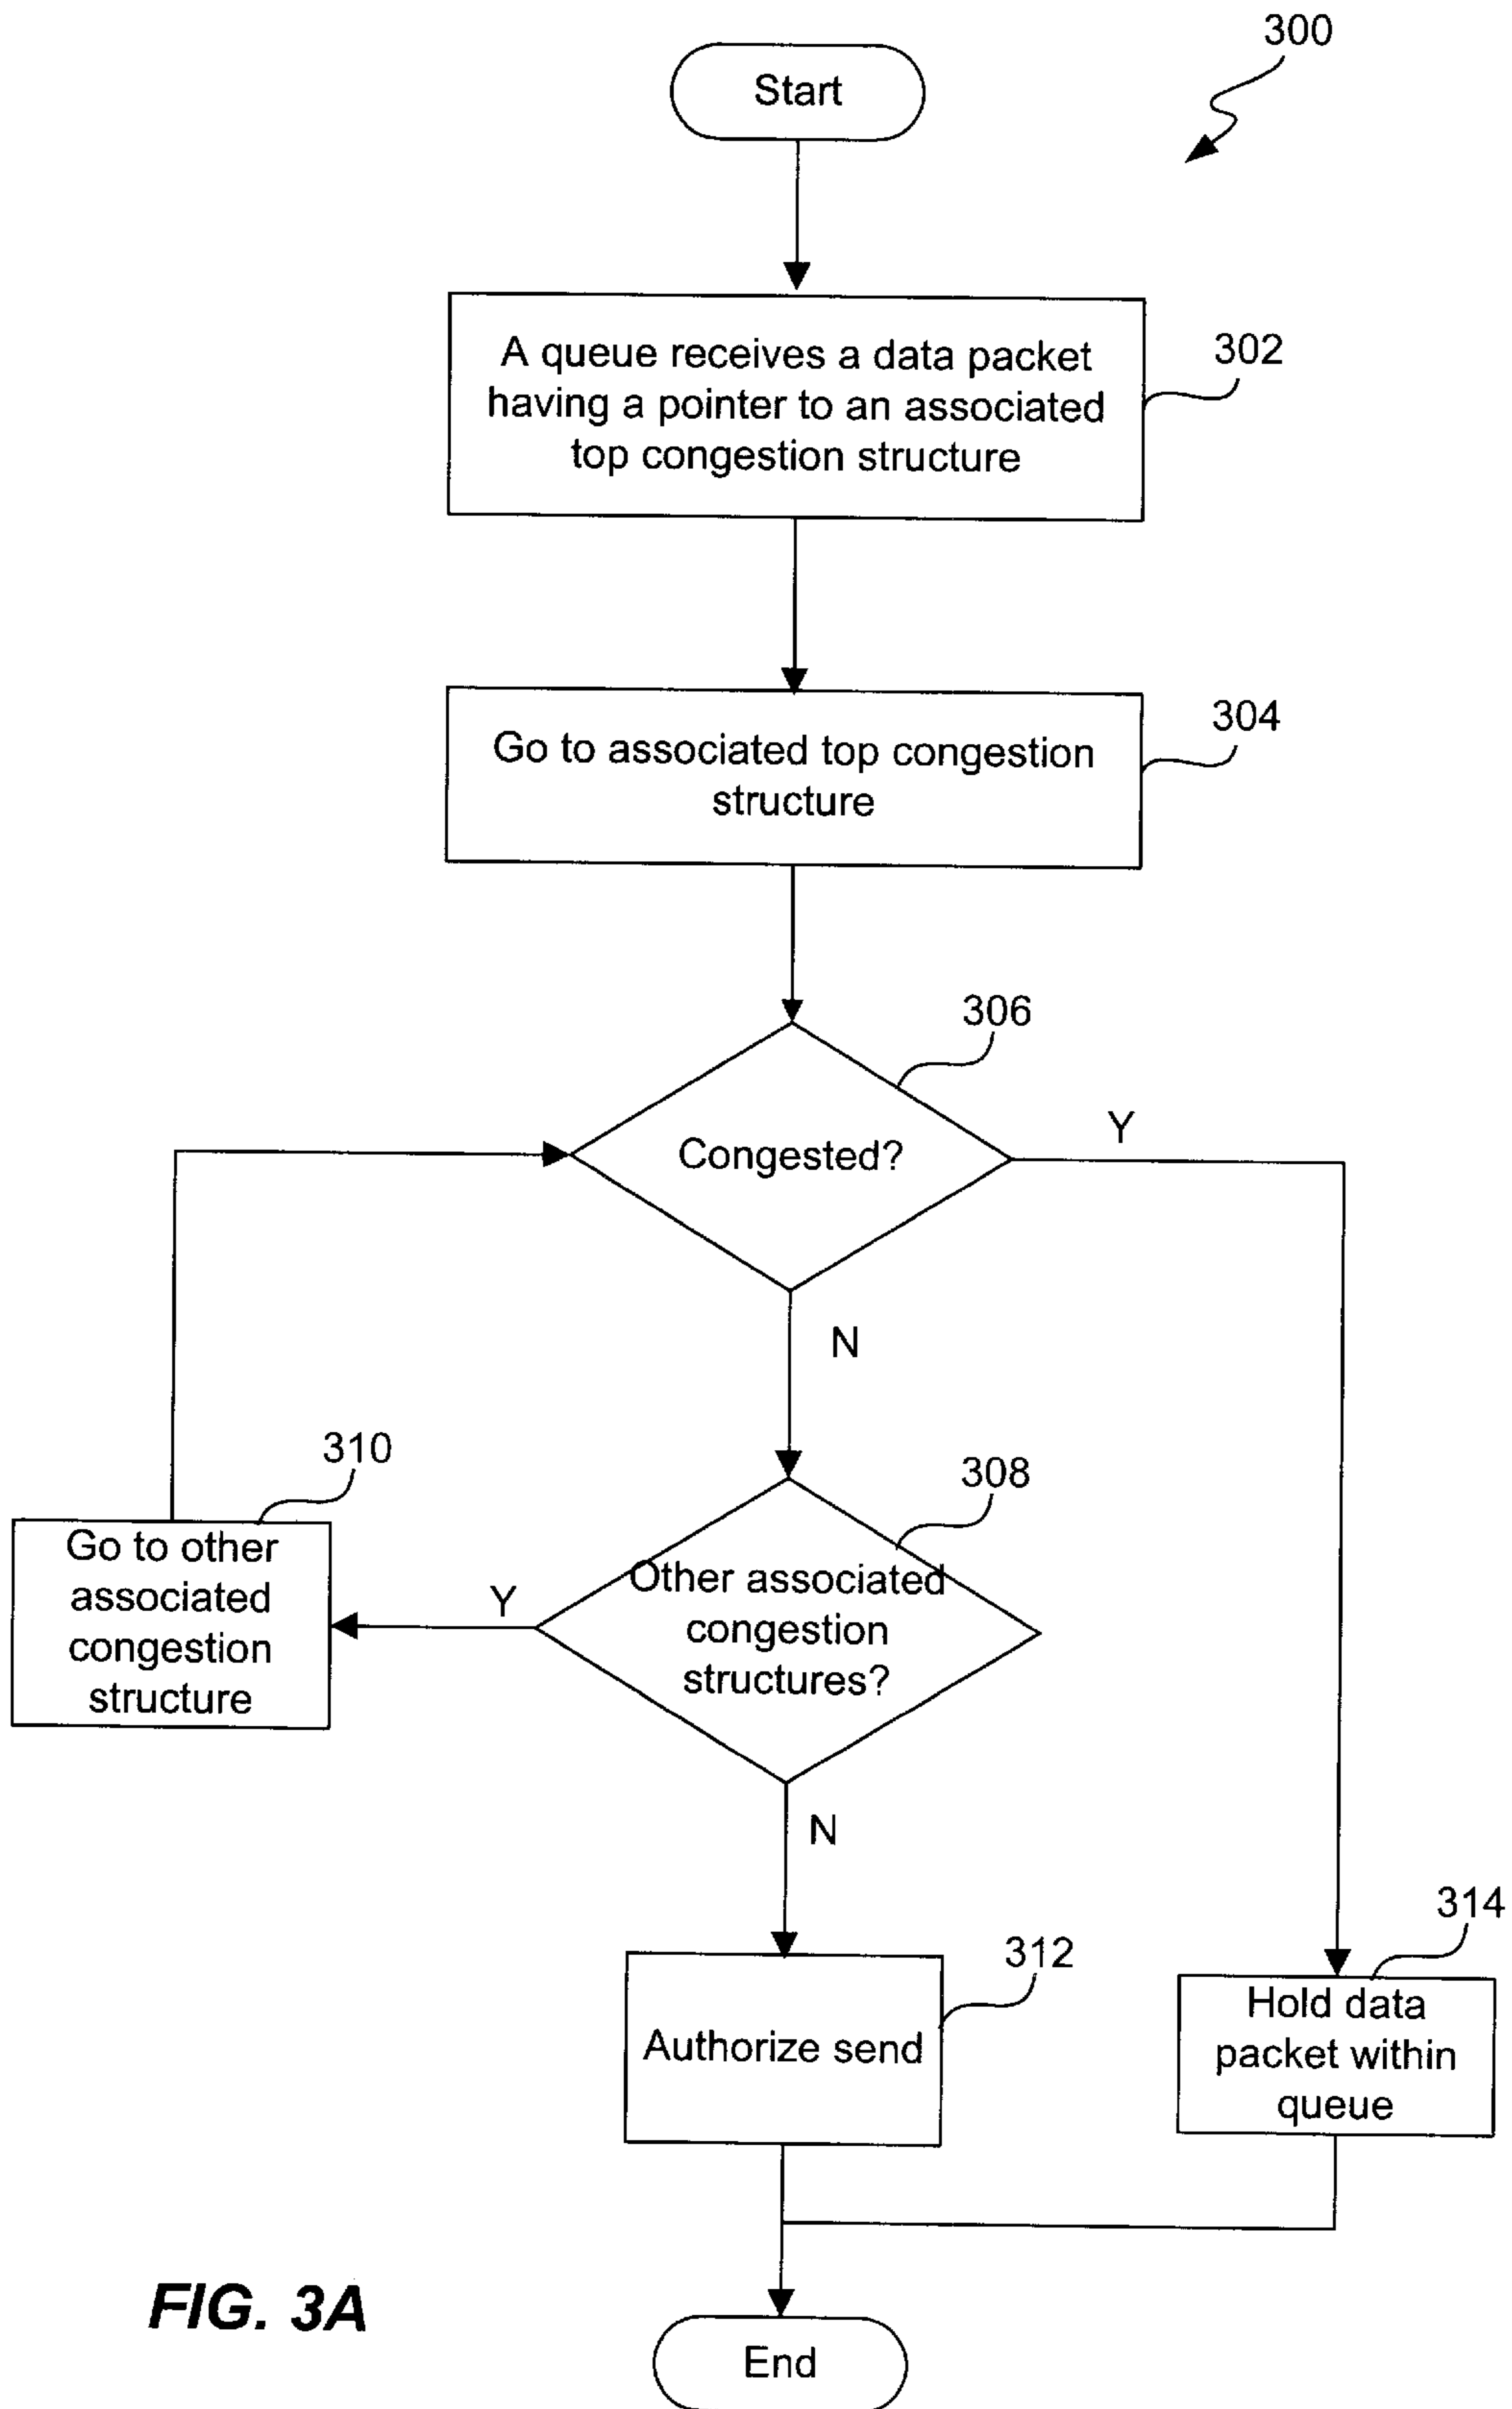 300
Start
A queue receives a data packet
having a pointer to an associated
top congestion structure
302
Go to associated top congestion
structure
304
306
Congested?
Y
N
310
308
Go to other
associated
congestion
structure
Y
Other associated
congestion
structures?
N
314
312
Authorize send
Hold data
packet within
queue
FIG. 3A
End